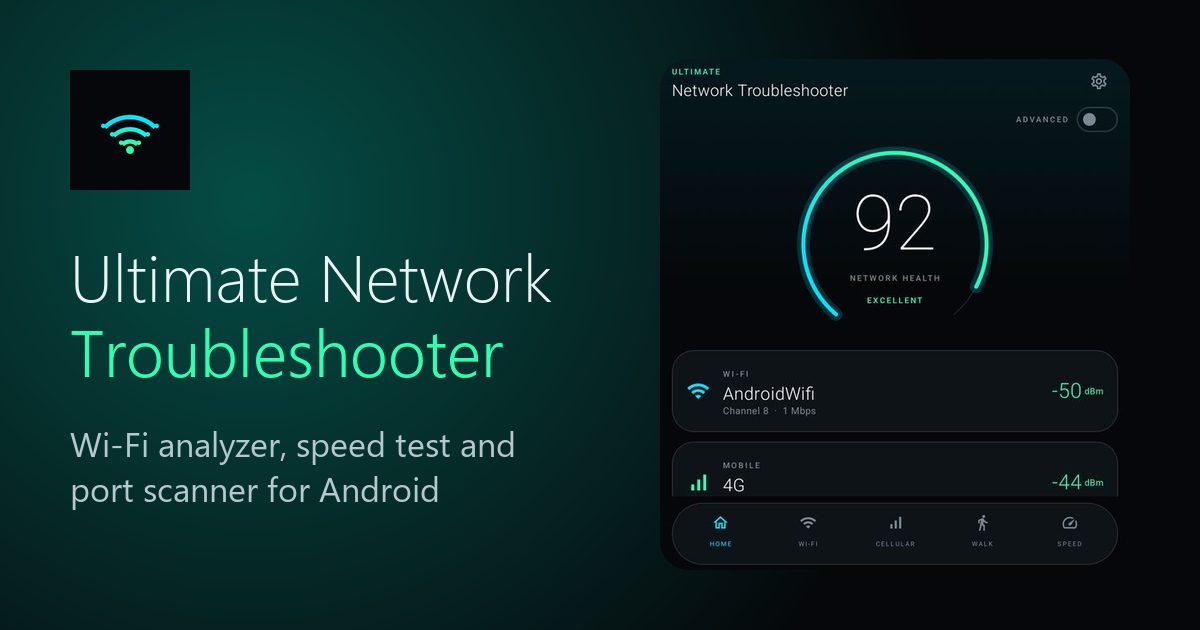 Ultimate Network
Troubleshooter
Wi-Fi analyzer, speed test and
port scanner for Android
ULTIMATE
Network Troubleshooter
ADVANCED
92
NETWORK HEALTH
EXCELLENT
WI-FI
AndroidWifi
Channel 8 · 1 Mbps
-50 dBm
MOBILE
4G
-44 dBm
HOME
WI-FI
CELLULAR
WALK
SPEED